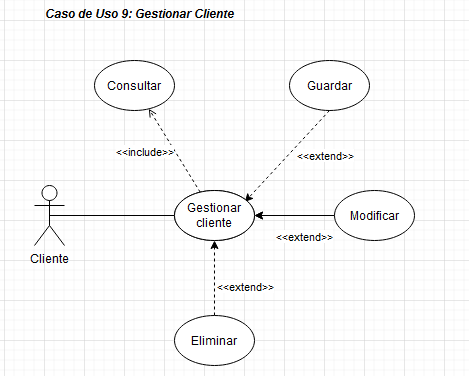 Caso de Uso 9: Gestionar Cliente
Consultar
Guardar
<<include>>
<<extend>>
Gestionar
cliente
Modificar
<<extend>>
Cliente
<<extend>>
Eliminar